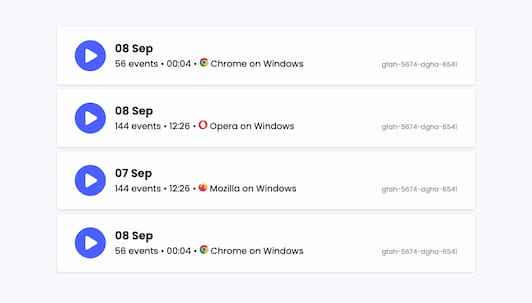 08 Sep
56 events • 00:04 • Chrome on Windows
gfah-5674-dgha-6541
08 Sep
144 events • 12:26 • Opera on Windows
gfah-5674-dgha-6541
07 Sep
144 events • 12:26 • Mozilla on Windows
gfah-5674-dgha-6541
08 Sep
56 events • 00:04 • Chrome on Windows
gfah-5674-dgha-6541